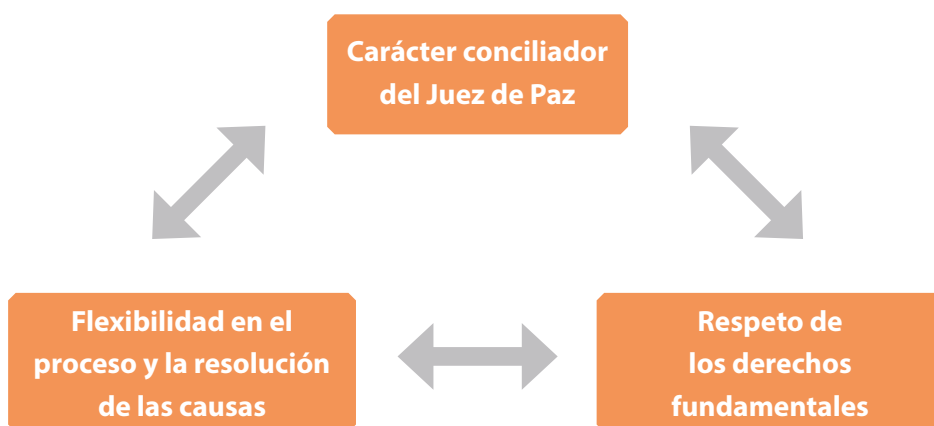 Carácter conciliador
del Juez de Paz
Flexibilidad en el
proceso y la resolución
de las causas
Respeto de
los derechos
fundamentales